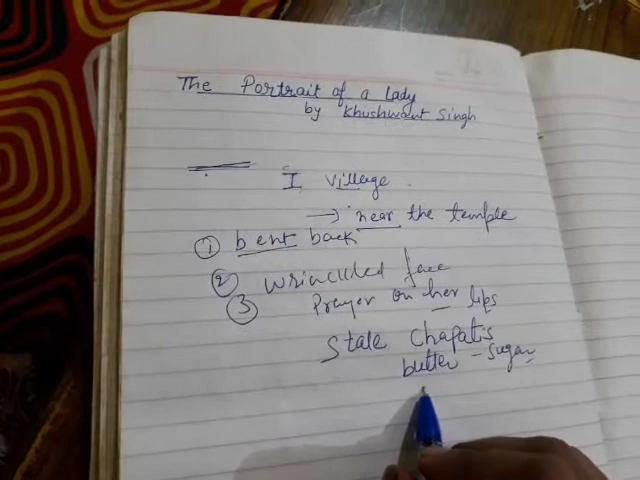 The Portrait of a Lady
by Khushwant Singh
I village
→ near the temple
① bent back
② wrinculed face
③ Prayer on her lips
Stale Chapatis
butter - sugar